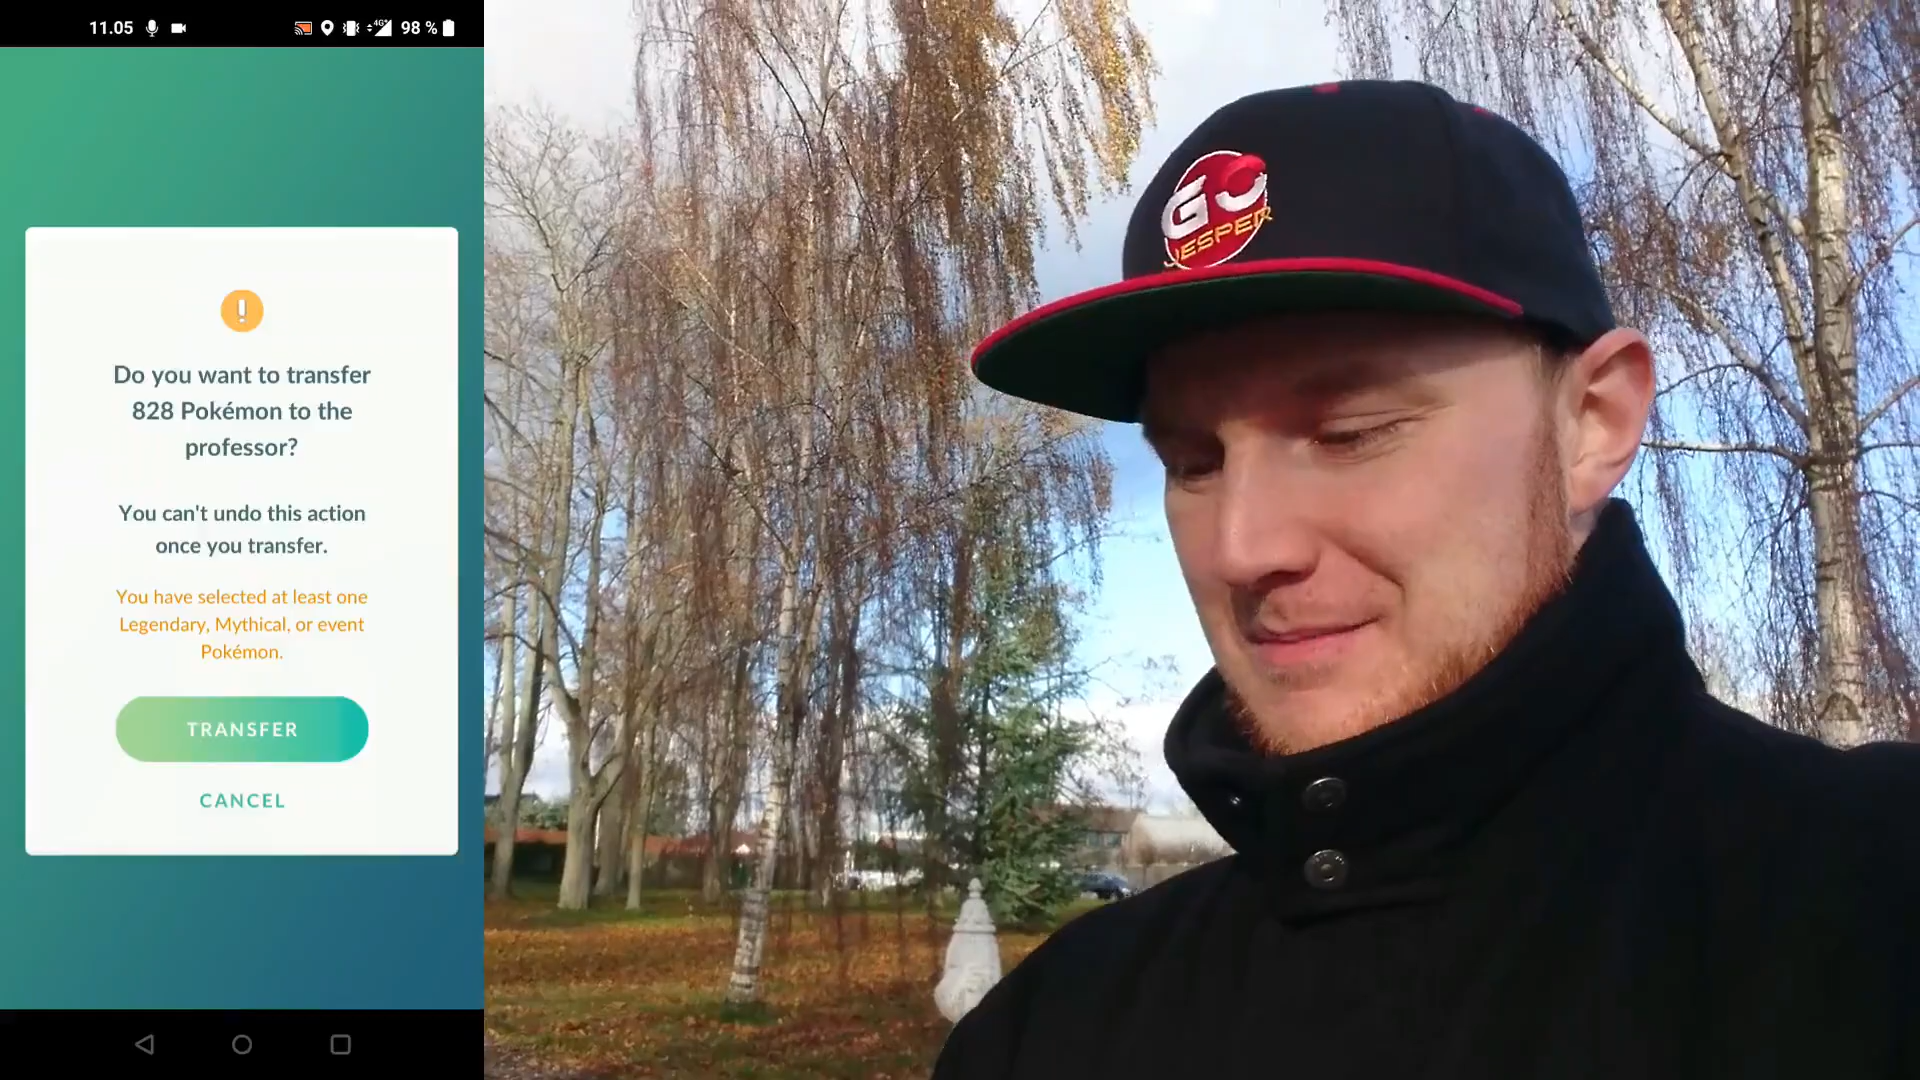 11.05
4G+
98 %
!
Do you want to transfer
828 Pokémon to the
professor?
You can't undo this action
once you transfer.
You have selected at least one
Legendary, Mythical, or event
Pokémon.
TRANSFER
CANCEL
GO
JESPER